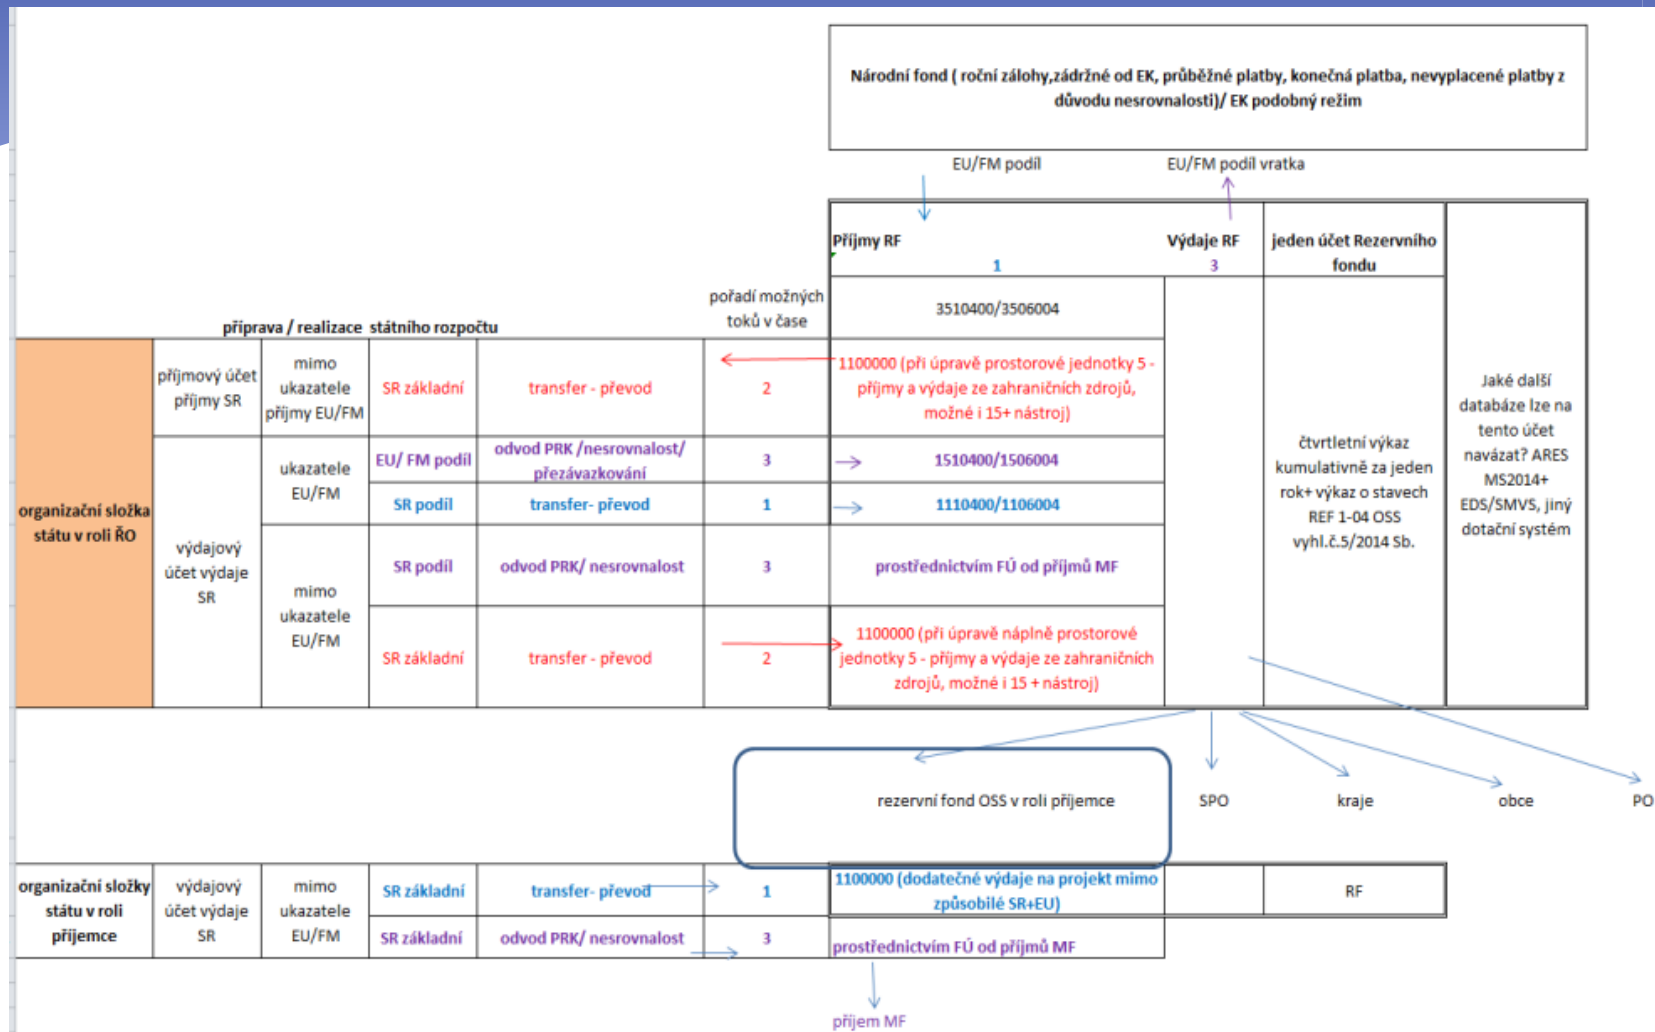 Národní fond ( roční zálohy,zádržné od EK, průběžné platby, konečná platba, nevyplacené platby z
důvodu nesrovnalosti)/ EK podobný režim
EU/FM podíl
EU/FM podíl vratka
Příjmy RF
1
Výdaje RF
3
jeden účet Rezervního
fondu
příprava / realizace státního rozpočtu
pořadí možných
toků v čase
3510400/3506004
organizační složka
státu v roli ŘO
příjmový účet
příjmy SR
mimo
ukazatele
příjmy EU/FM
SR základní
transfer - převod
2
1100000 (při úpravě prostorové jednotky 5 -
příjmy a výdaje ze zahraničních zdrojů,
možné i 15+ nástroj)
výdajový
účet výdaje
SR
ukazatele
EU/FM
EU/ FM podíl
odvod PRK /nesrovnalost/
přezávazkování
3
1510400/1506004
SR podíl
transfer- převod
1
1110400/1106004
mimo
ukazatele
EU/FM
SR podíl
odvod PRK/ nesrovnalost
3
prostřednictvím FÚ od příjmů MF
SR základní
transfer - převod
2
1100000 (při úpravě náplně prostorové
jednotky 5 - příjmy a výdaje ze zahraničních
zdrojů, možné i 15 + nástroj)
čtvrtletní výkaz
kumulativně za jeden
rok+ výkaz o stavech
REF 1-04 OSS
vyhl.č.5/2014 Sb.
Jaké další
databáze lze na
tento účet
navázat? ARES
MS2014+
EDS/SMVS, jiný
dotační systém
rezervní fond OSS v roli příjemce
SPO
kraje
obce
PO
organizační složky
státu v roli
příjemce
výdajový
účet výdaje
SR
mimo
ukazatele
EU/FM
SR základní
transfer- převod
1
1100000 (dodatečné výdaje na projekt mimo
způsobilé SR+EU)
RF
SR základní
odvod PRK/ nesrovnalost
3
prostřednictvím FÚ od příjmů MF
příjem MF